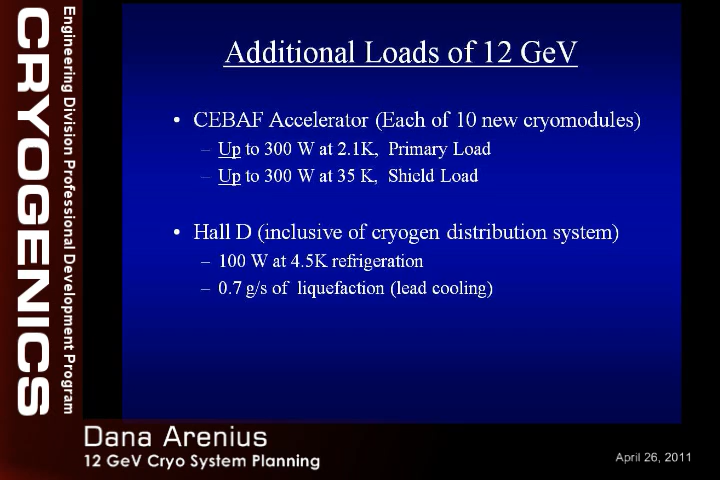 CRYOGENICS
Engineering Division Professional Development Program
Additional Loads of 12 GeV
• CEBAF Accelerator (Each of 10 new cryomodules)
– Up to 300 W at 2.1K, Primary Load
– Up to 300 W at 35 K, Shield Load
• Hall D (inclusive of cryogen distribution system)
– 100 W at 4.5K refrigeration
– 0.7 g/s of liquefaction (lead cooling)
Dana Arenius
12 GeV Cryo System Planning
April 26, 2011